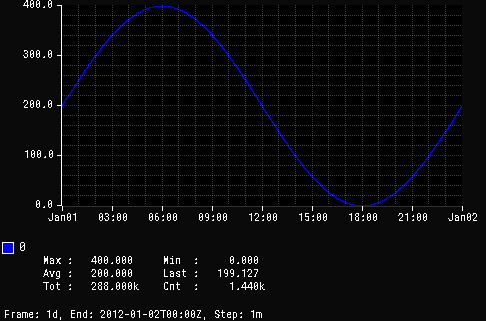 400.0
300.0
200.0
100.0
0.0
Jan01 03:00 06:00 09:00 12:00 15:00 18:00 21:00 Jan02
0
Max : 400.000 Min : 0.000
Avg : 200.000 Last : 199.127
Tot : 288.000k Cnt : 1.440k
Frame: 1d, End: 2012-01-02T00:00Z, Step: 1m